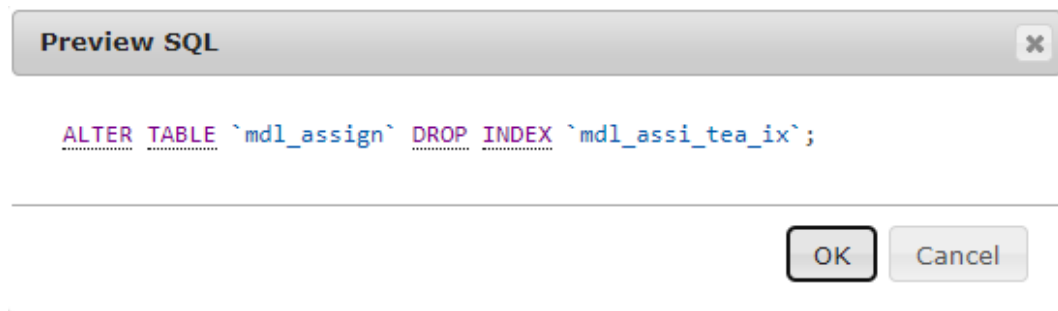 Preview SQL
ALTER TABLE `mdl_assign` DROP INDEX `mdl_assi_tea_ix`;
OK Cancel